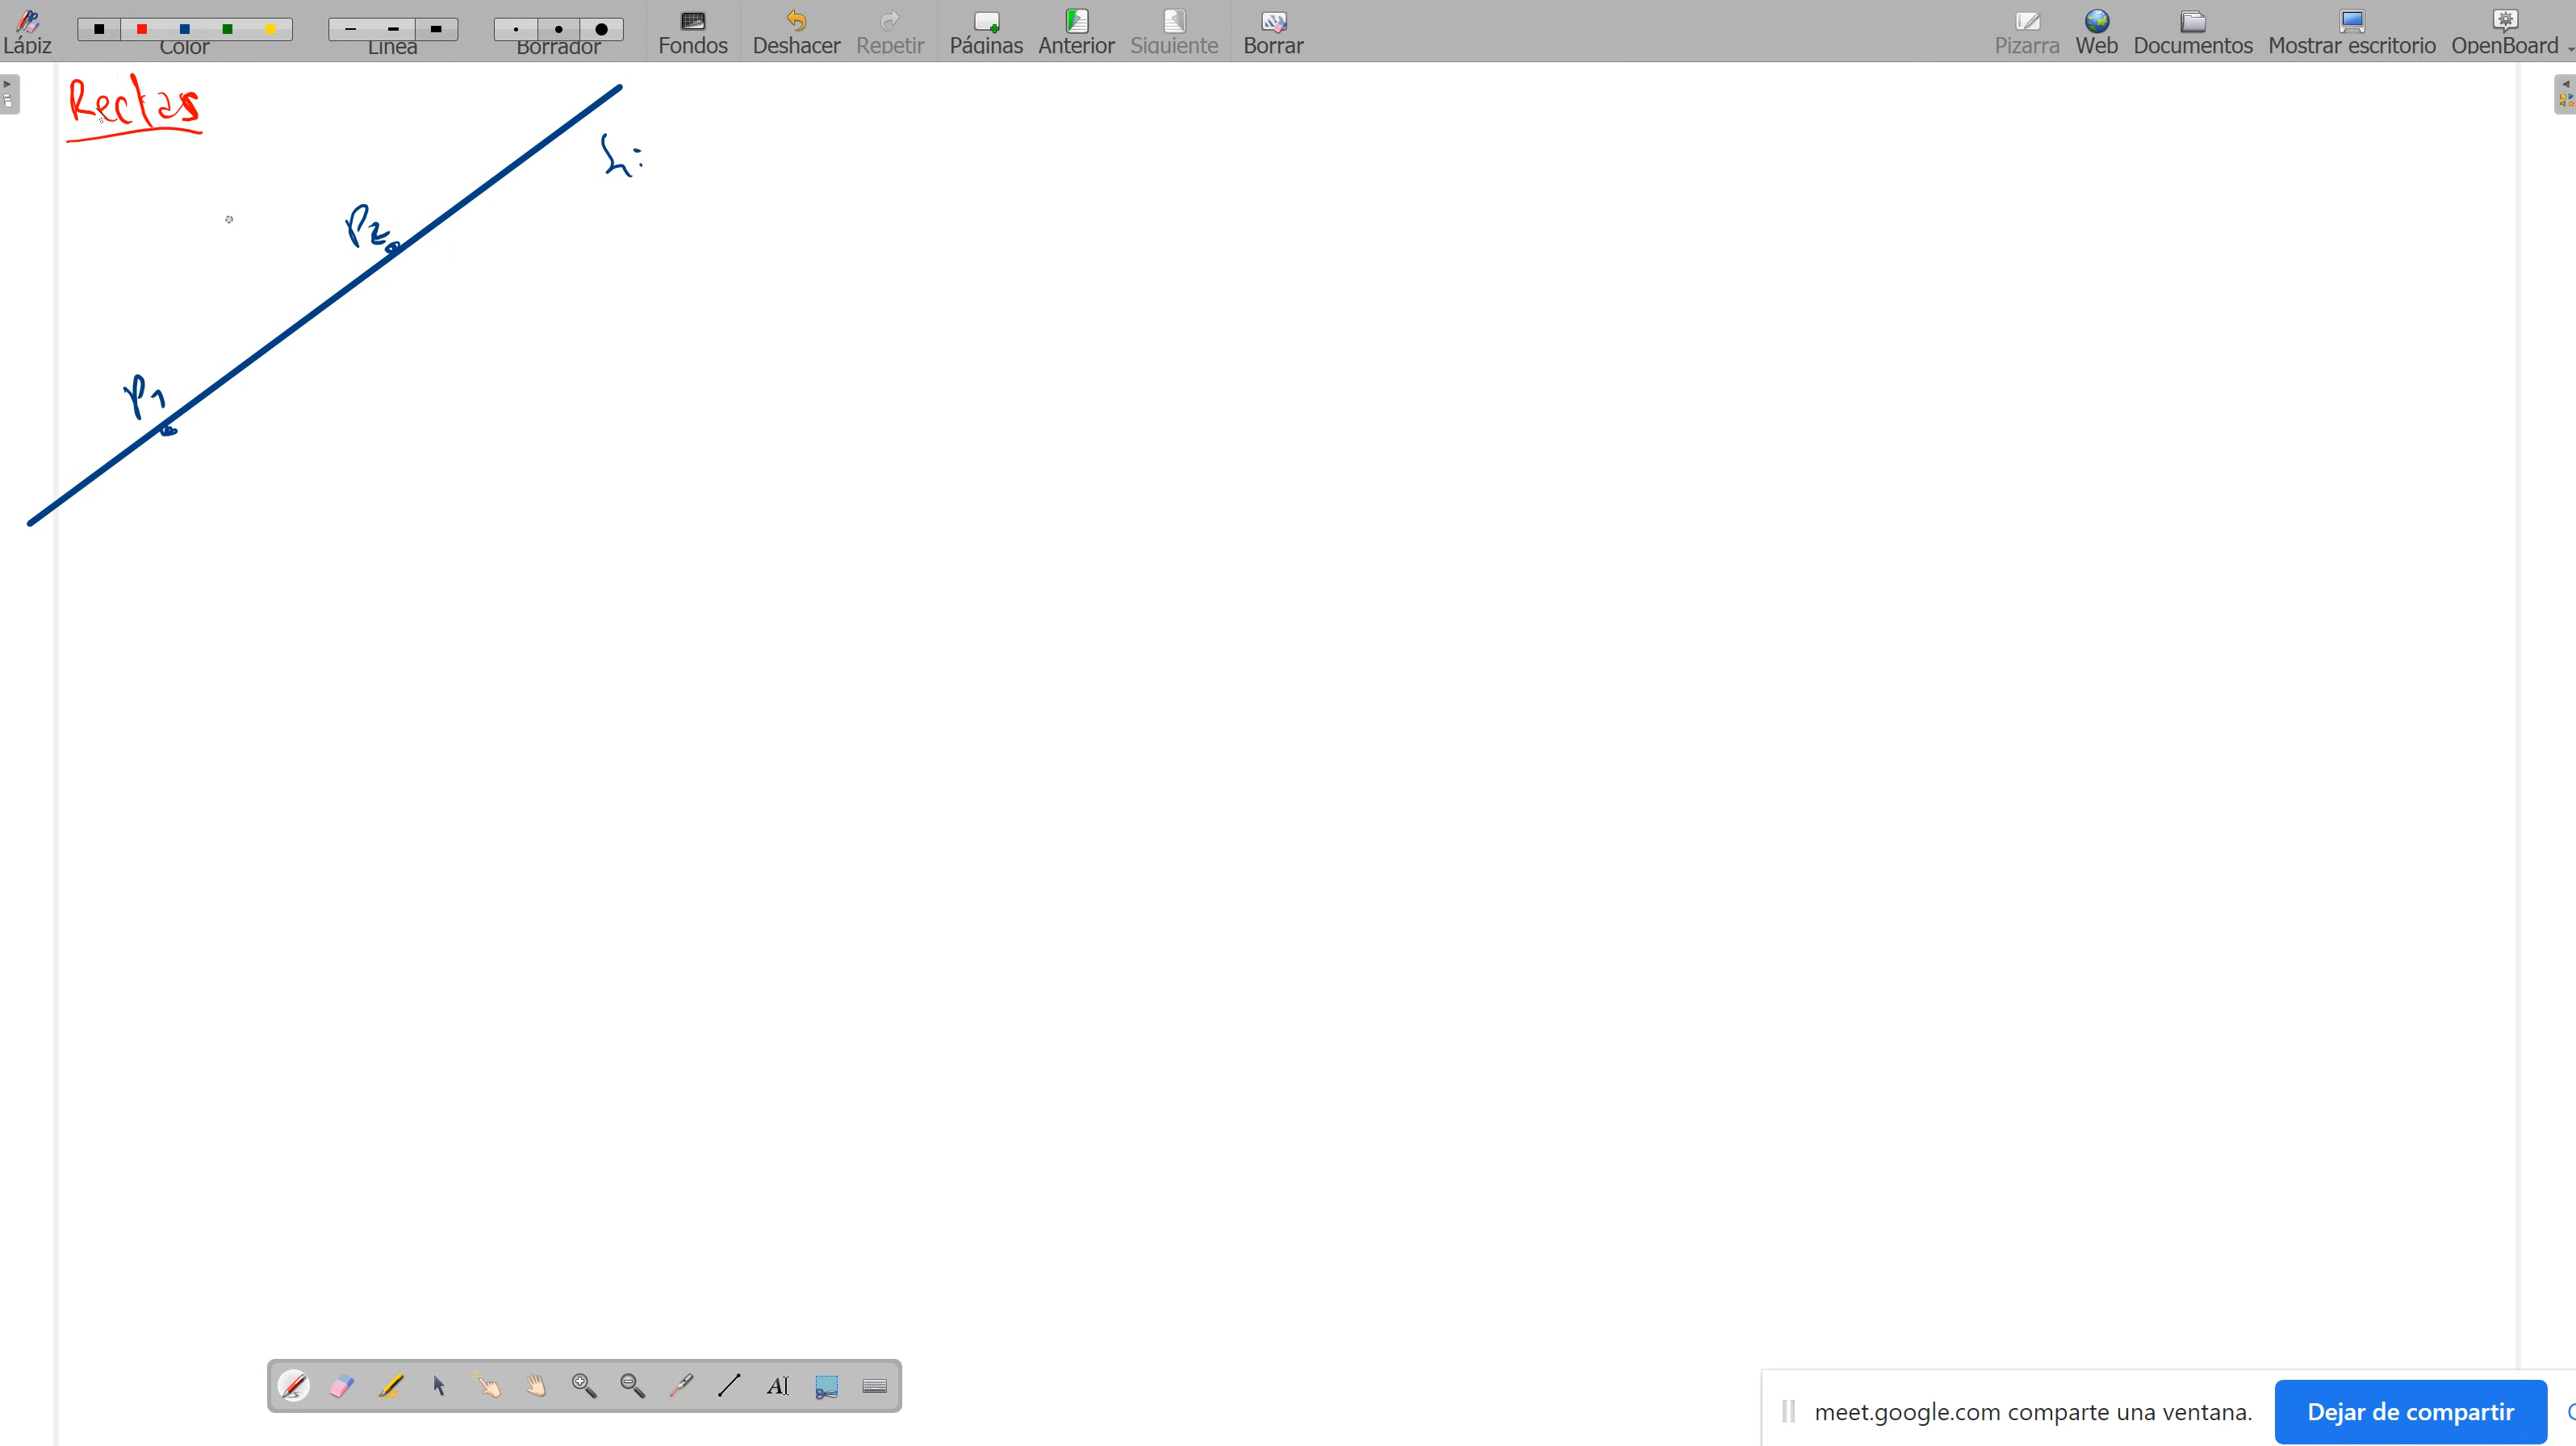 Lápiz Color Línea Borrador Fondos Deshacer Repetir Páginas Anterior Siguiente Borrar Pizarra Web Documentos Mostrar escritorio OpenBoard
Rectas
L:
P2
P1
meet.google.com comparte una ventana. Dejar de compartir